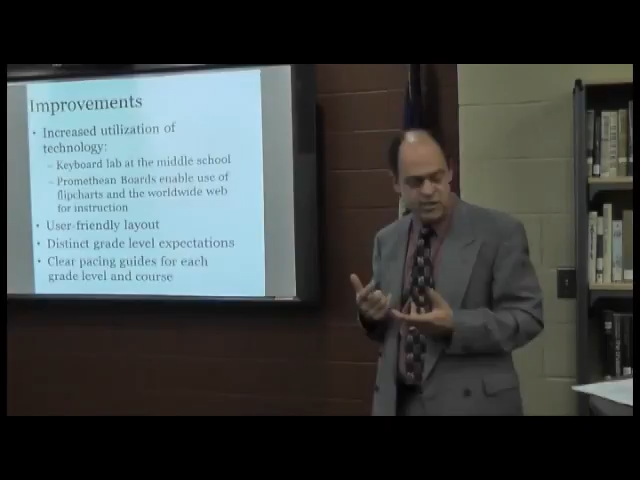 Improvements
• Increased utilization of
technology:
– Keyboard lab at the middle school
– Promethean Boards enable use of
flipcharts and the worldwide web
for instruction
• User-friendly layout
• Distinct grade level expectations
• Clear pacing guides for each
grade level and course